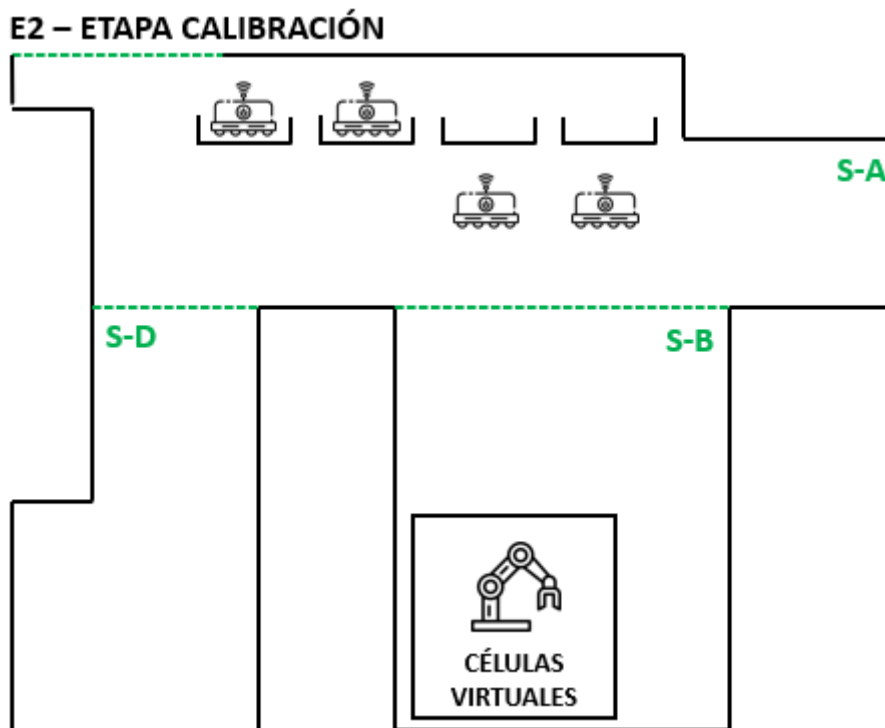 E2 – ETAPA CALIBRACIÓN
S-A
S-D
S-B
CÉLULAS
VIRTUALES